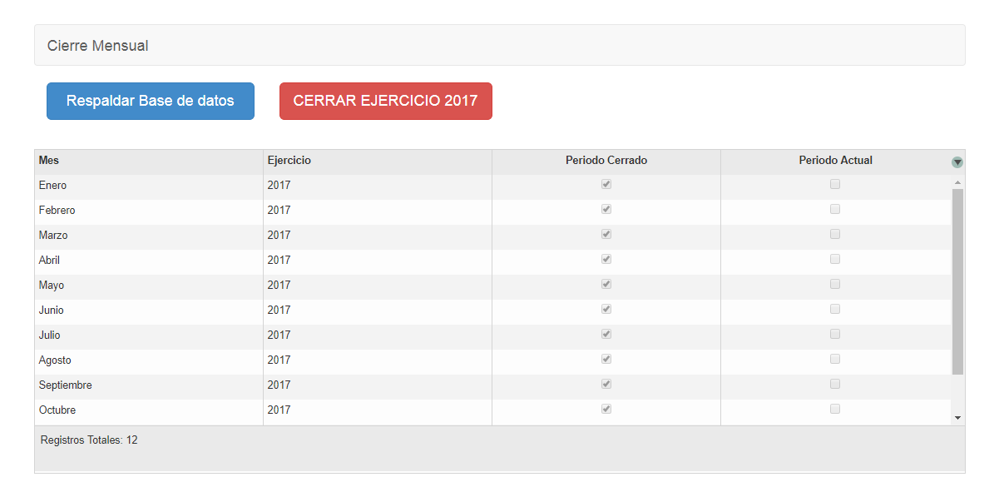 Cierre Mensual
Respaldar Base de datos CERRAR EJERCICIO 2017
Mes Ejercicio Periodo Cerrado Periodo Actual
Enero 2017
Febrero 2017
Marzo 2017
Abril 2017
Mayo 2017
Junio 2017
Julio 2017
Agosto 2017
Septiembre 2017
Octubre 2017
Registros Totales: 12